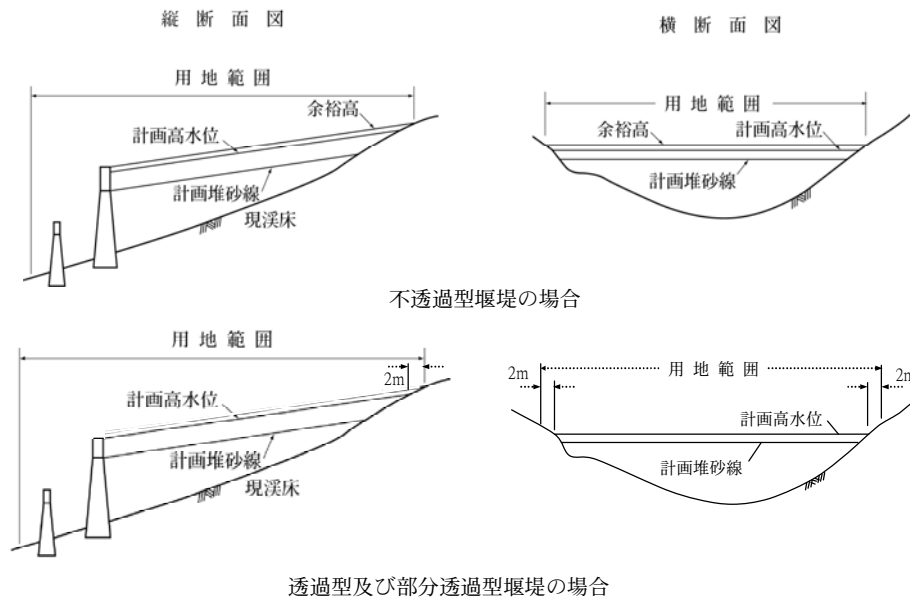 縦断面図
横断面図
用地範囲
余裕高
計画高水位
計画堆砂線
現渓床
用地範囲
余裕高
計画高水位
計画堆砂線
不透過型堰堤の場合
用地範囲
2m
計画高水位
計画堆砂線
現渓床
2m
用地範囲
2m
計画高水位
計画堆砂線
透過型及び部分透過型堰堤の場合